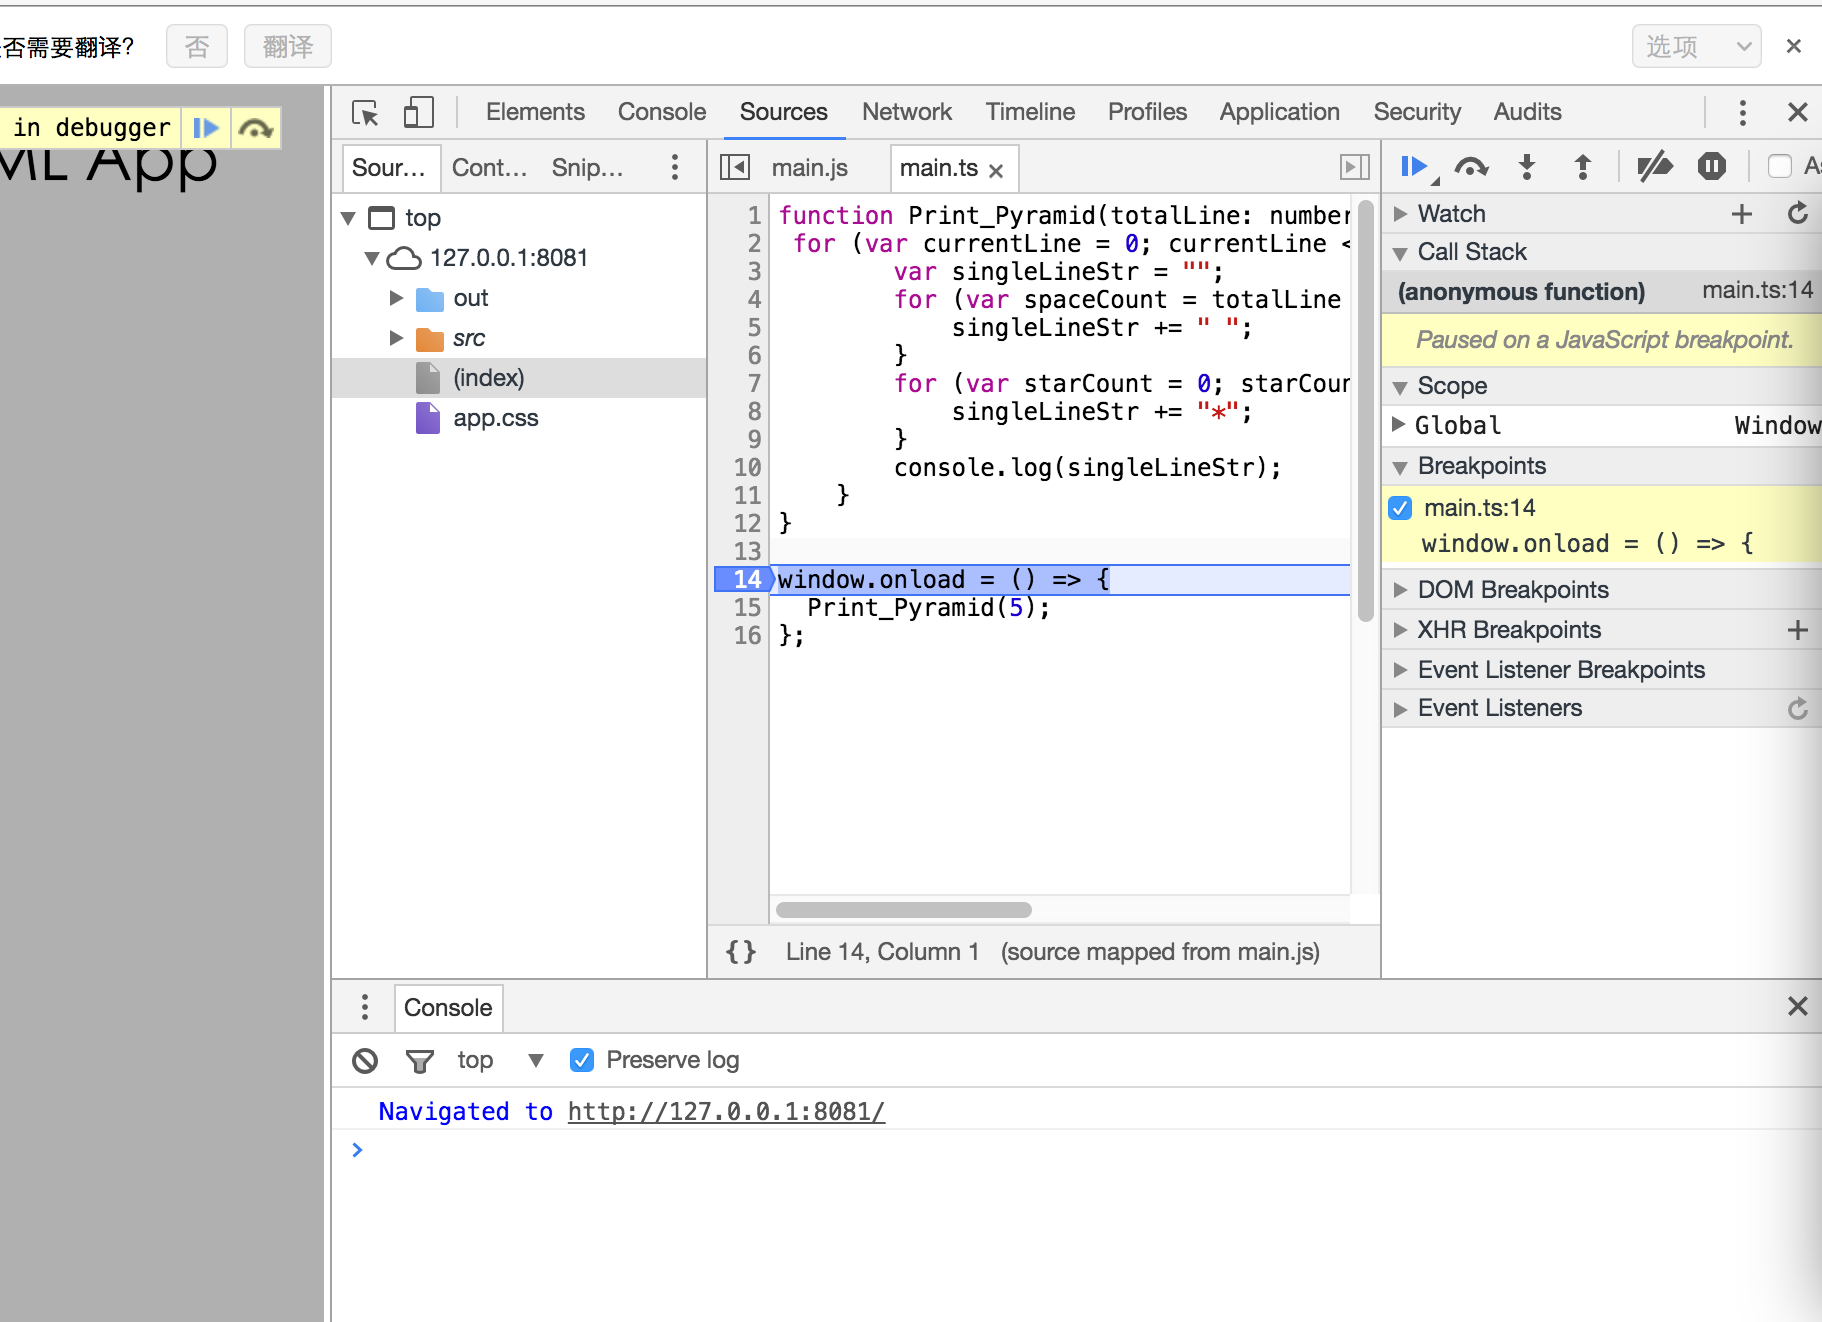 否需要翻译?
否
翻译
选项
in debugger
ML App
Elements
Console
Sources
Network
Timeline
Profiles
Application
Security
Audits
Sour...
Cont...
Snip...
main.js
main.ts
top
127.0.0.1:8081
out
src
(index)
app.css
1 function Print_Pyramid(totalLine: number
2 for (var currentLine = 0; currentLine <
3 var singleLineStr = "";
4 for (var spaceCount = totalLine
5 singleLineStr += " ";
6 }
7 for (var starCount = 0; starCour
8 singleLineStr += "*";
9 }
10 console.log(singleLineStr);
11 }
12 }
13
14 window.onload = () => {
15 Print_Pyramid(5);
16 };
{} Line 14, Column 1 (source mapped from main.js)
Watch
Call Stack
(anonymous function) main.ts:14
Paused on a JavaScript breakpoint.
Scope
Global Window
Breakpoints
main.ts:14
window.onload = () => {
DOM Breakpoints
XHR Breakpoints
Event Listener Breakpoints
Event Listeners
Console
top
Preserve log
Navigated to http://127.0.0.1:8081/
>